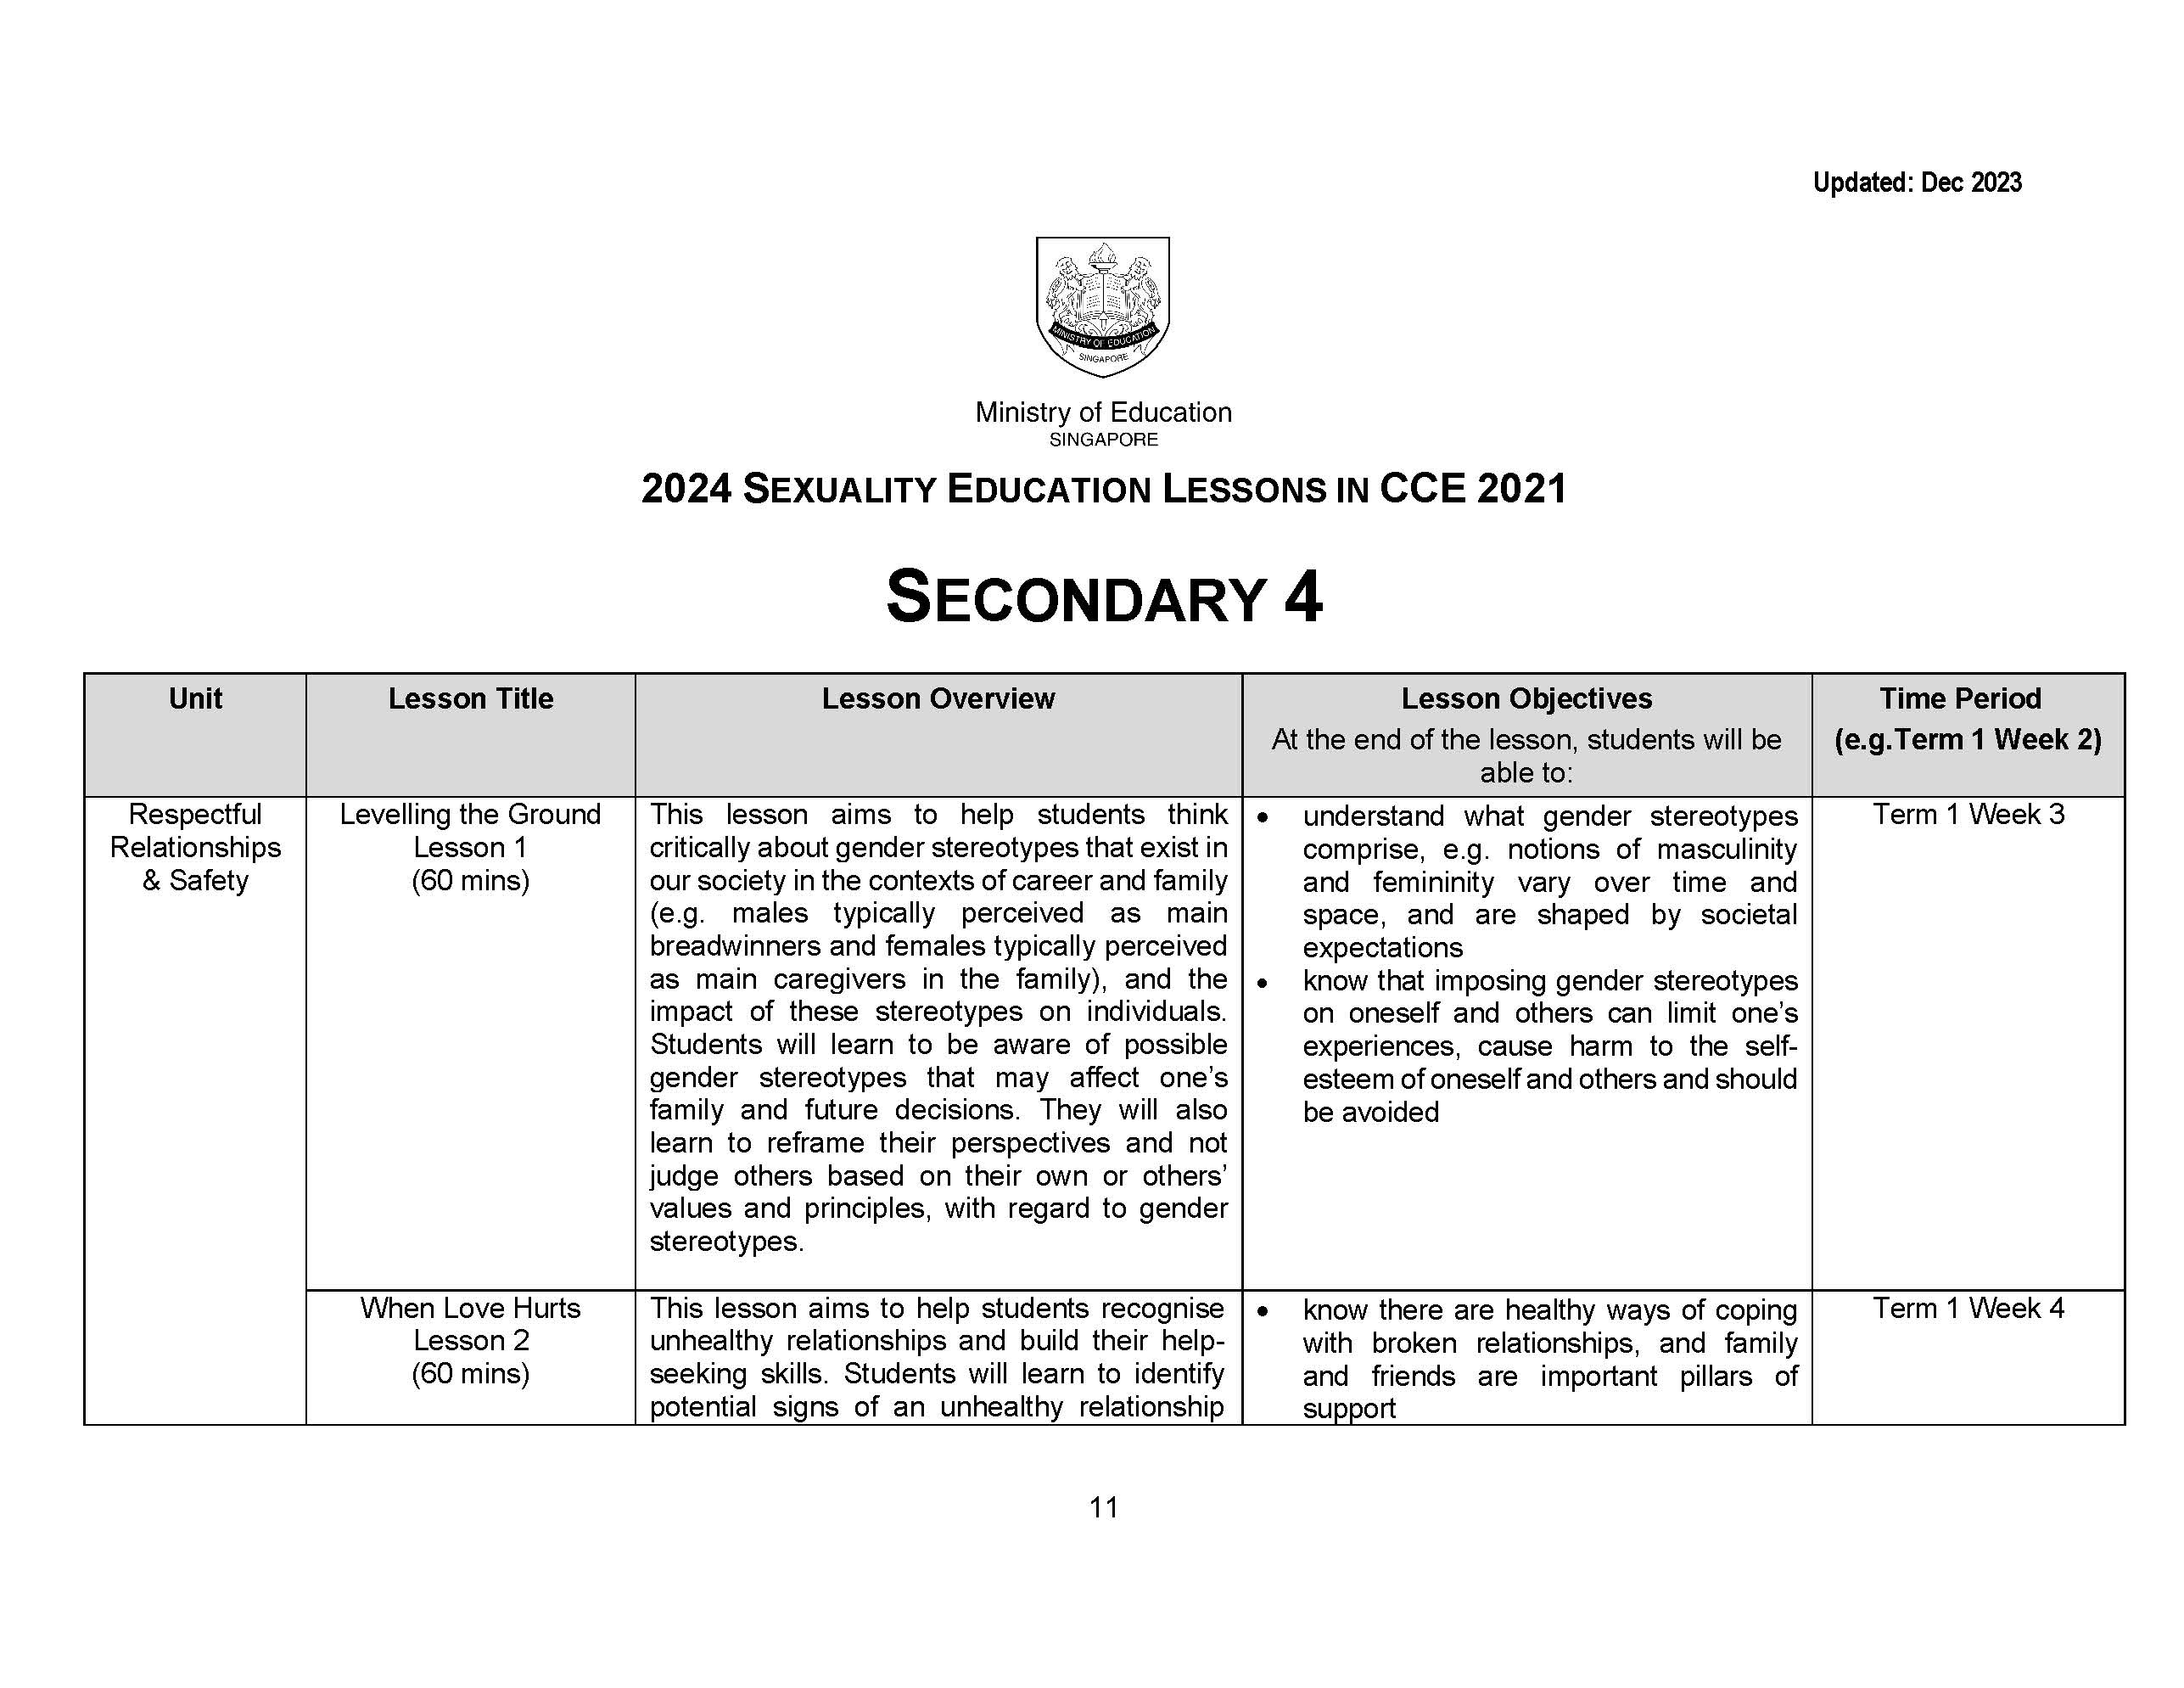 Updated: Dec 2023
MINISTRY OF EDUCATION
SINGAPORE
Ministry of Education
SINGAPORE
2024 SEXUALITY EDUCATION LESSONS IN CCE 2021
SECONDARY 4
Unit
Lesson Title
Lesson Overview
Lesson Objectives
At the end of the lesson, students will be
able to:
Time Period
(e.g.Term 1 Week 2)
Respectful
Relationships
& Safety
Levelling the Ground
Lesson 1
(60 mins)
This lesson aims to help students think
critically about gender stereotypes that exist in
our society in the contexts of career and family
(e.g. males typically perceived as main
breadwinners and females typically perceived
as main caregivers in the family), and the
impact of these stereotypes on individuals.
Students will learn to be aware of possible
gender stereotypes that may affect one’s
family and future decisions. They will also
learn to reframe their perspectives and not
judge others based on their own or others’
values and principles, with regard to gender
stereotypes.
• understand what gender stereotypes
comprise, e.g. notions of masculinity
and femininity vary over time and
space, and are shaped by societal
expectations
• know that imposing gender stereotypes
on oneself and others can limit one’s
experiences, cause harm to the self-
esteem of oneself and others and should
be avoided
Term 1 Week 3
When Love Hurts
Lesson 2
(60 mins)
This lesson aims to help students recognise
unhealthy relationships and build their help-
seeking skills. Students will learn to identify
potential signs of an unhealthy relationship
• know there are healthy ways of coping
with broken relationships, and family
and friends are important pillars of
support
Term 1 Week 4
11